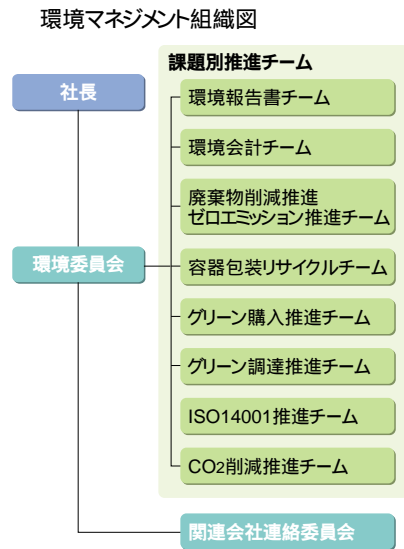 環境マネジメント組織図
課題別推進チーム
社長
環境報告書チーム
環境会計チーム
廃棄物削減推進
ゼロエミッション推進チーム
環境委員会
容器包装リサイクルチーム
グリーン購入推進チーム
グリーン調達推進チーム
ISO14001推進チーム
CO2削減推進チーム
関連会社連絡委員会